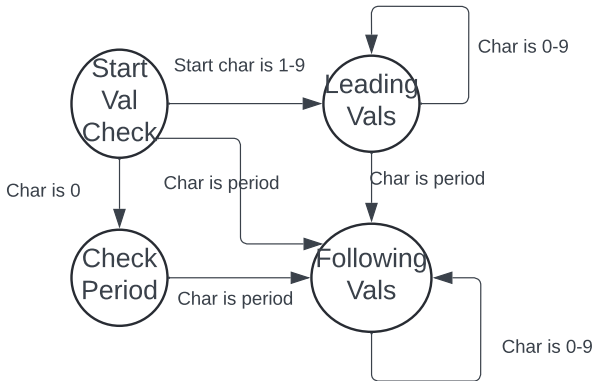 Start
Val
Check
Start char is 1-9
Leading
Vals
Char is 0-9
Char is 0
Char is period
Char is period
Check
Period
Char is period
Following
Vals
Char is 0-9